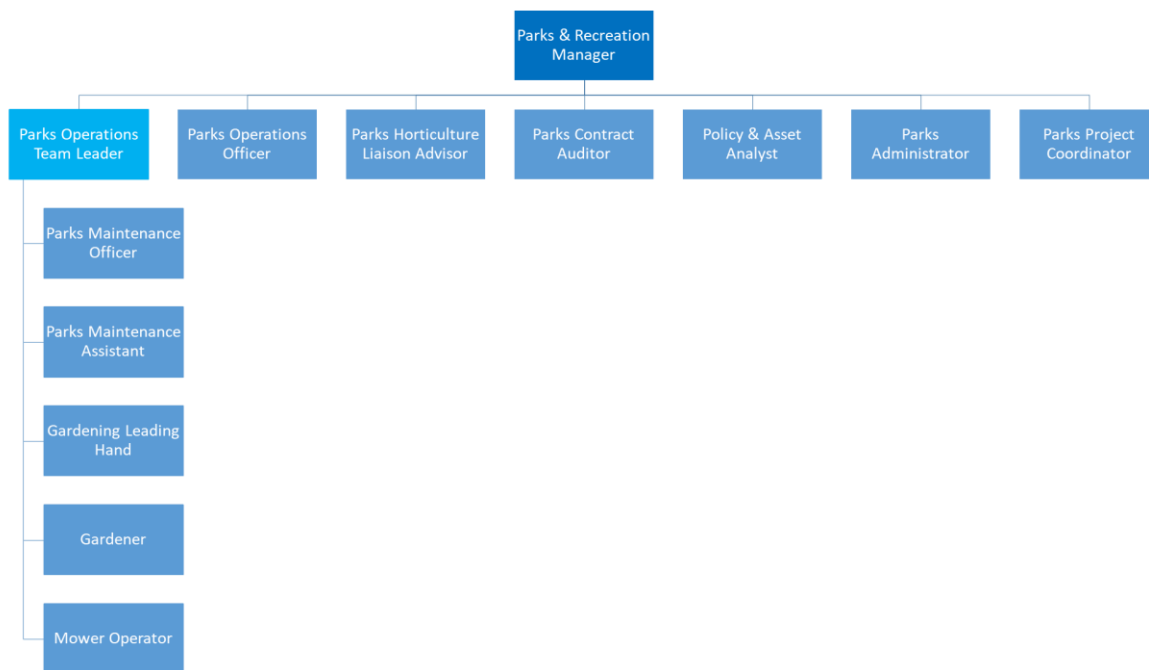 Parks & Recreation
Manager
Parks Operations
Team Leader
Parks Operations
Officer
Parks Horticulture
Liaison Advisor
Parks Contract
Auditor
Policy & Asset
Analyst
Parks
Administrator
Parks Project
Coordinator
Parks Maintenance
Officer
Parks Maintenance
Assistant
Gardening Leading
Hand
Gardener
Mower Operator